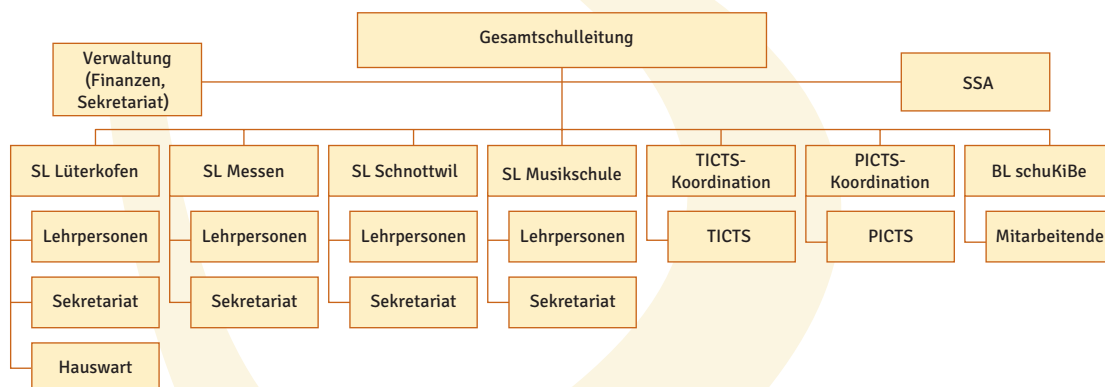 Gesamtschulleitung
Verwaltung
(Finanzen,
Sekretariat)
SSA
SL Lüterkofen
SL Messen
SL Schnottwil
SL Musikschule
TICTS-
Koordination
PICTS-
Koordination
BL schuKiBe
Lehrpersonen
Lehrpersonen
Lehrpersonen
Lehrpersonen
TICTS
PICTS
Mitarbeitende
Sekretariat
Sekretariat
Sekretariat
Sekretariat
Hauswart